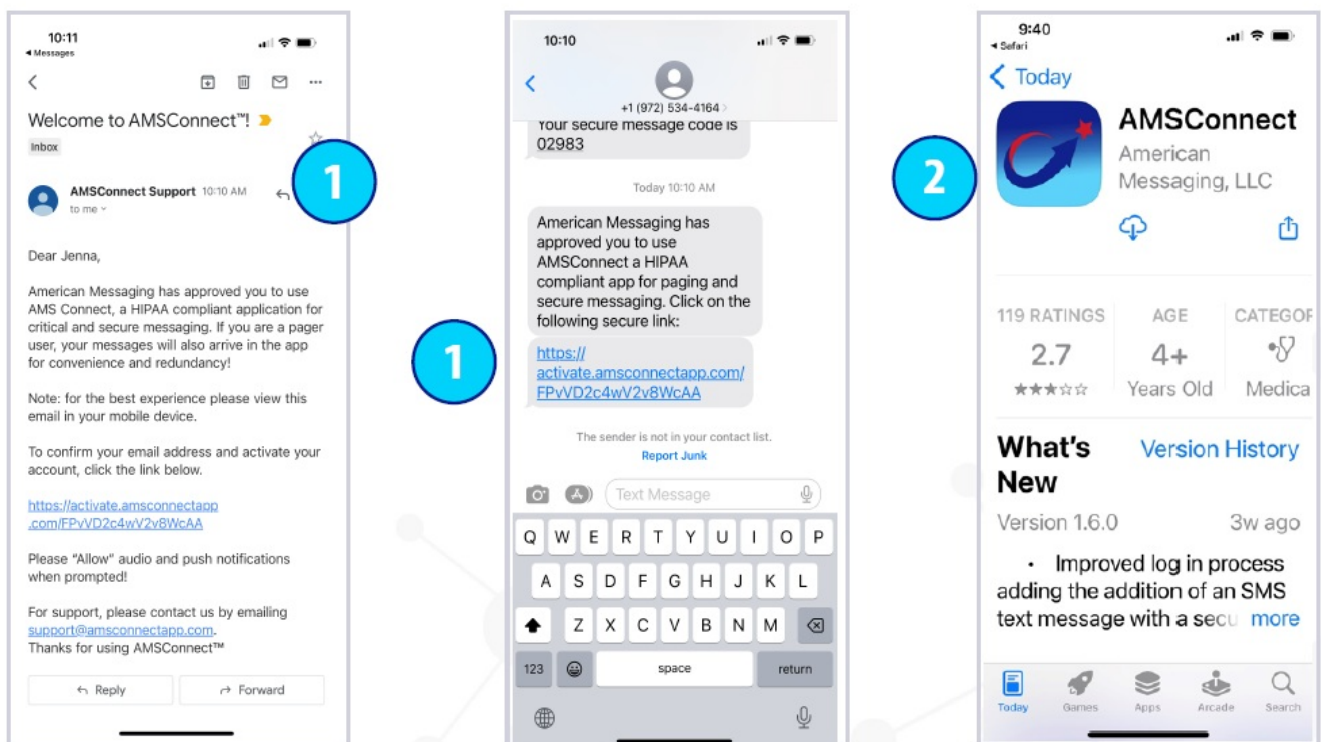 10:11
Messages
Welcome to AMSConnect™!
Inbox
1
AMSConnect Support 10:10 AM
to me
Dear Jenna,
American Messaging has approved you to use
AMS Connect, a HIPAA compliant application for
critical and secure messaging. If you are a pager
user, your messages will also arrive in the app
for convenience and redundancy!
Note: for the best experience please view this
email in your mobile device.
To confirm your email address and activate your
account, click the link below.
https://activate.amsconnectapp
.com/FPvVD2c4wV2v8WcAA
Please “Allow” audio and push notifications
when prompted!
For support, please contact us by emailing
support@amsconnectapp.com.
Thanks for using AMSConnect™
Reply
Forward
10:10
+1 (972) 534-4164
Your secure message code is
02983
Today 10:10 AM
American Messaging has
approved you to use
AMSConnect a HIPAA
compliant app for paging and
secure messaging. Click on the
following secure link:
1
https://
activate.amsconnectapp.com/
FPvVD2c4wV2v8WcAA
The sender is not in your contact list.
Report Junk
Text Message
Q W E R T Y U I O P
A S D F G H J K L
Z X C V B N M
123 space return
9:40
Safari
Today
2
AMSConnect
American
Messaging, LLC
119 RATINGS AGE CATEGOR
2.7 4+
Years Old Medica
What’s Version History
New
Version 1.6.0 3w ago
• Improved log in process
adding the addition of an SMS
text message with a secu more
Today Games Apps Arcade Search